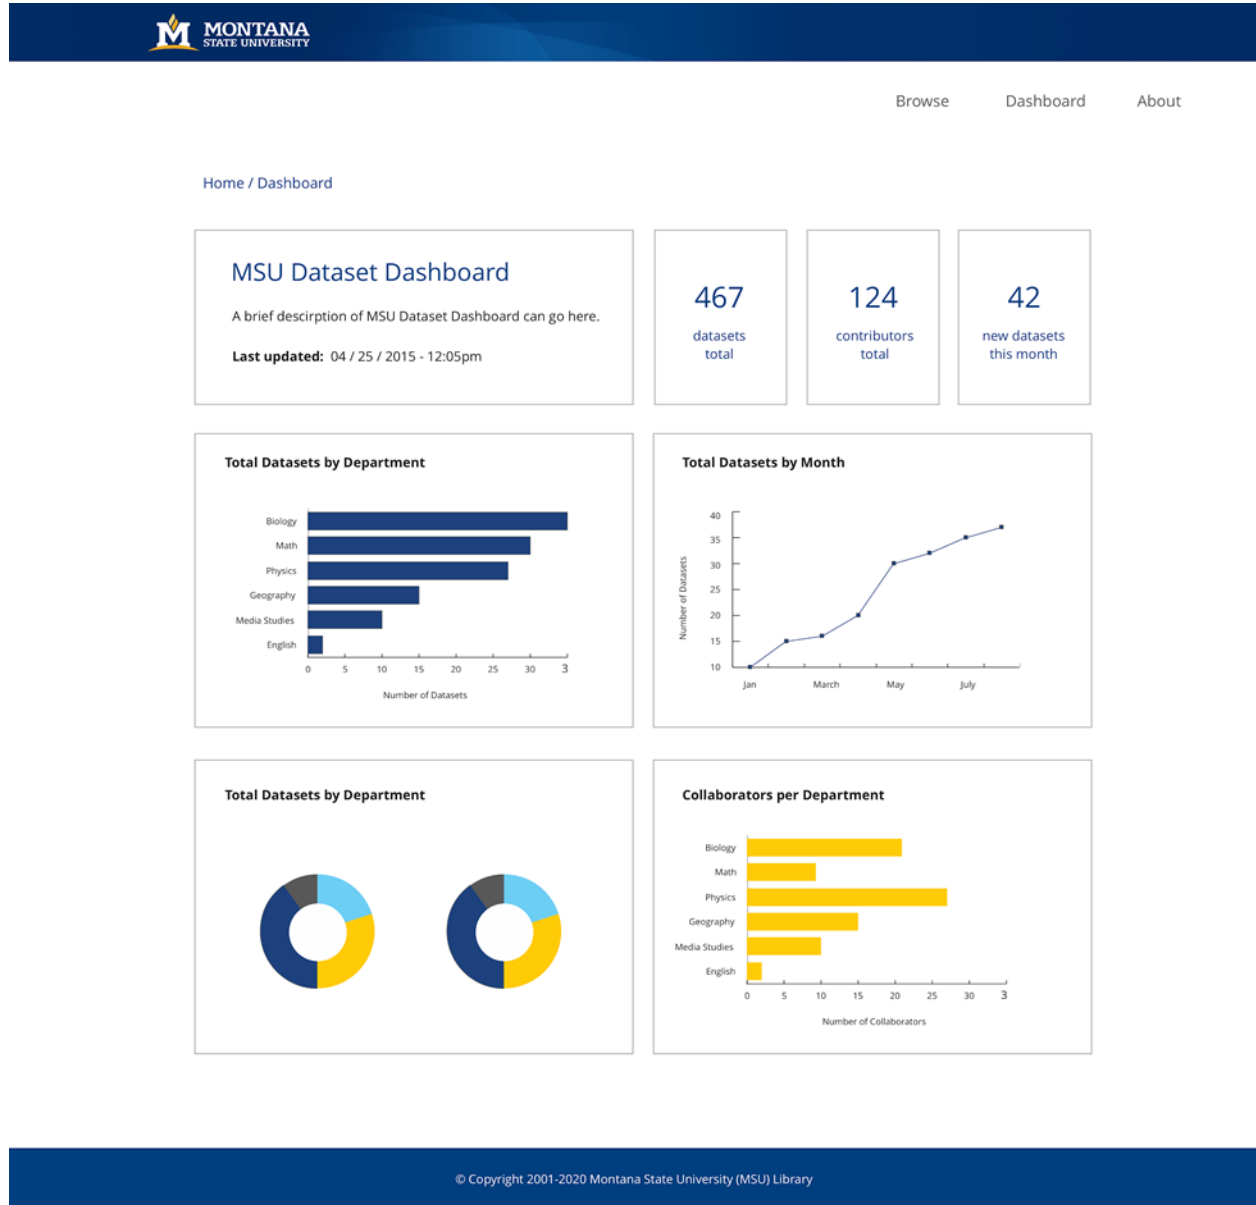 MONTANA
STATE UNIVERSITY
Browse Dashboard About
Home / Dashboard
MSU Dataset Dashboard
A brief descirption of MSU Dataset Dashboard can go here.
Last updated: 04 / 25 / 2015 - 12:05pm
467
datasets
total
124
contributors
total
42
new datasets
this month
Total Datasets by Department
Biology
Math
Physics
Geography
Media Studies
English
0 5 10 15 20 25 30 3
Number of Datasets
Total Datasets by Month
Number of Datasets
40
35
30
25
20
15
10
Jan March May July
Total Datasets by Department
Collaborators per Department
Biology
Math
Physics
Geography
Media Studies
English
0 5 10 15 20 25 30 3
Number of Collaborators
© Copyright 2001-2020 Montana State University (MSU) Library